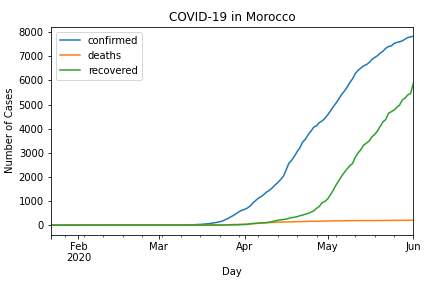 COVID-19 in Morocco
confirmed
deaths
recovered
Number of Cases
8000
7000
6000
5000
4000
3000
2000
1000
0
Feb
2020
Mar
Apr
May
Jun
Day